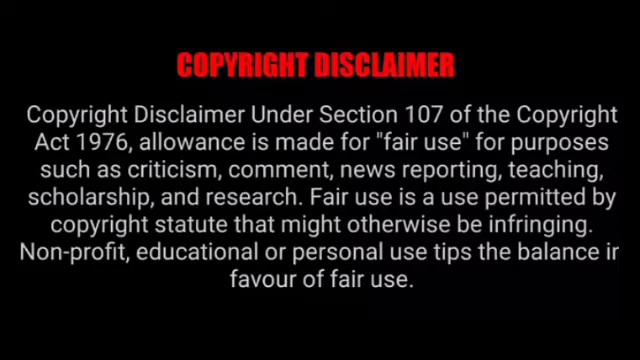 COPYRIGHT DISCLAIMER
Copyright Disclaimer Under Section 107 of the Copyright
Act 1976, allowance is made for "fair use" for purposes
such as criticism, comment, news reporting, teaching,
scholarship, and research. Fair use is a use permitted by
copyright statute that might otherwise be infringing.
Non-profit, educational or personal use tips the balance in
favour of fair use.